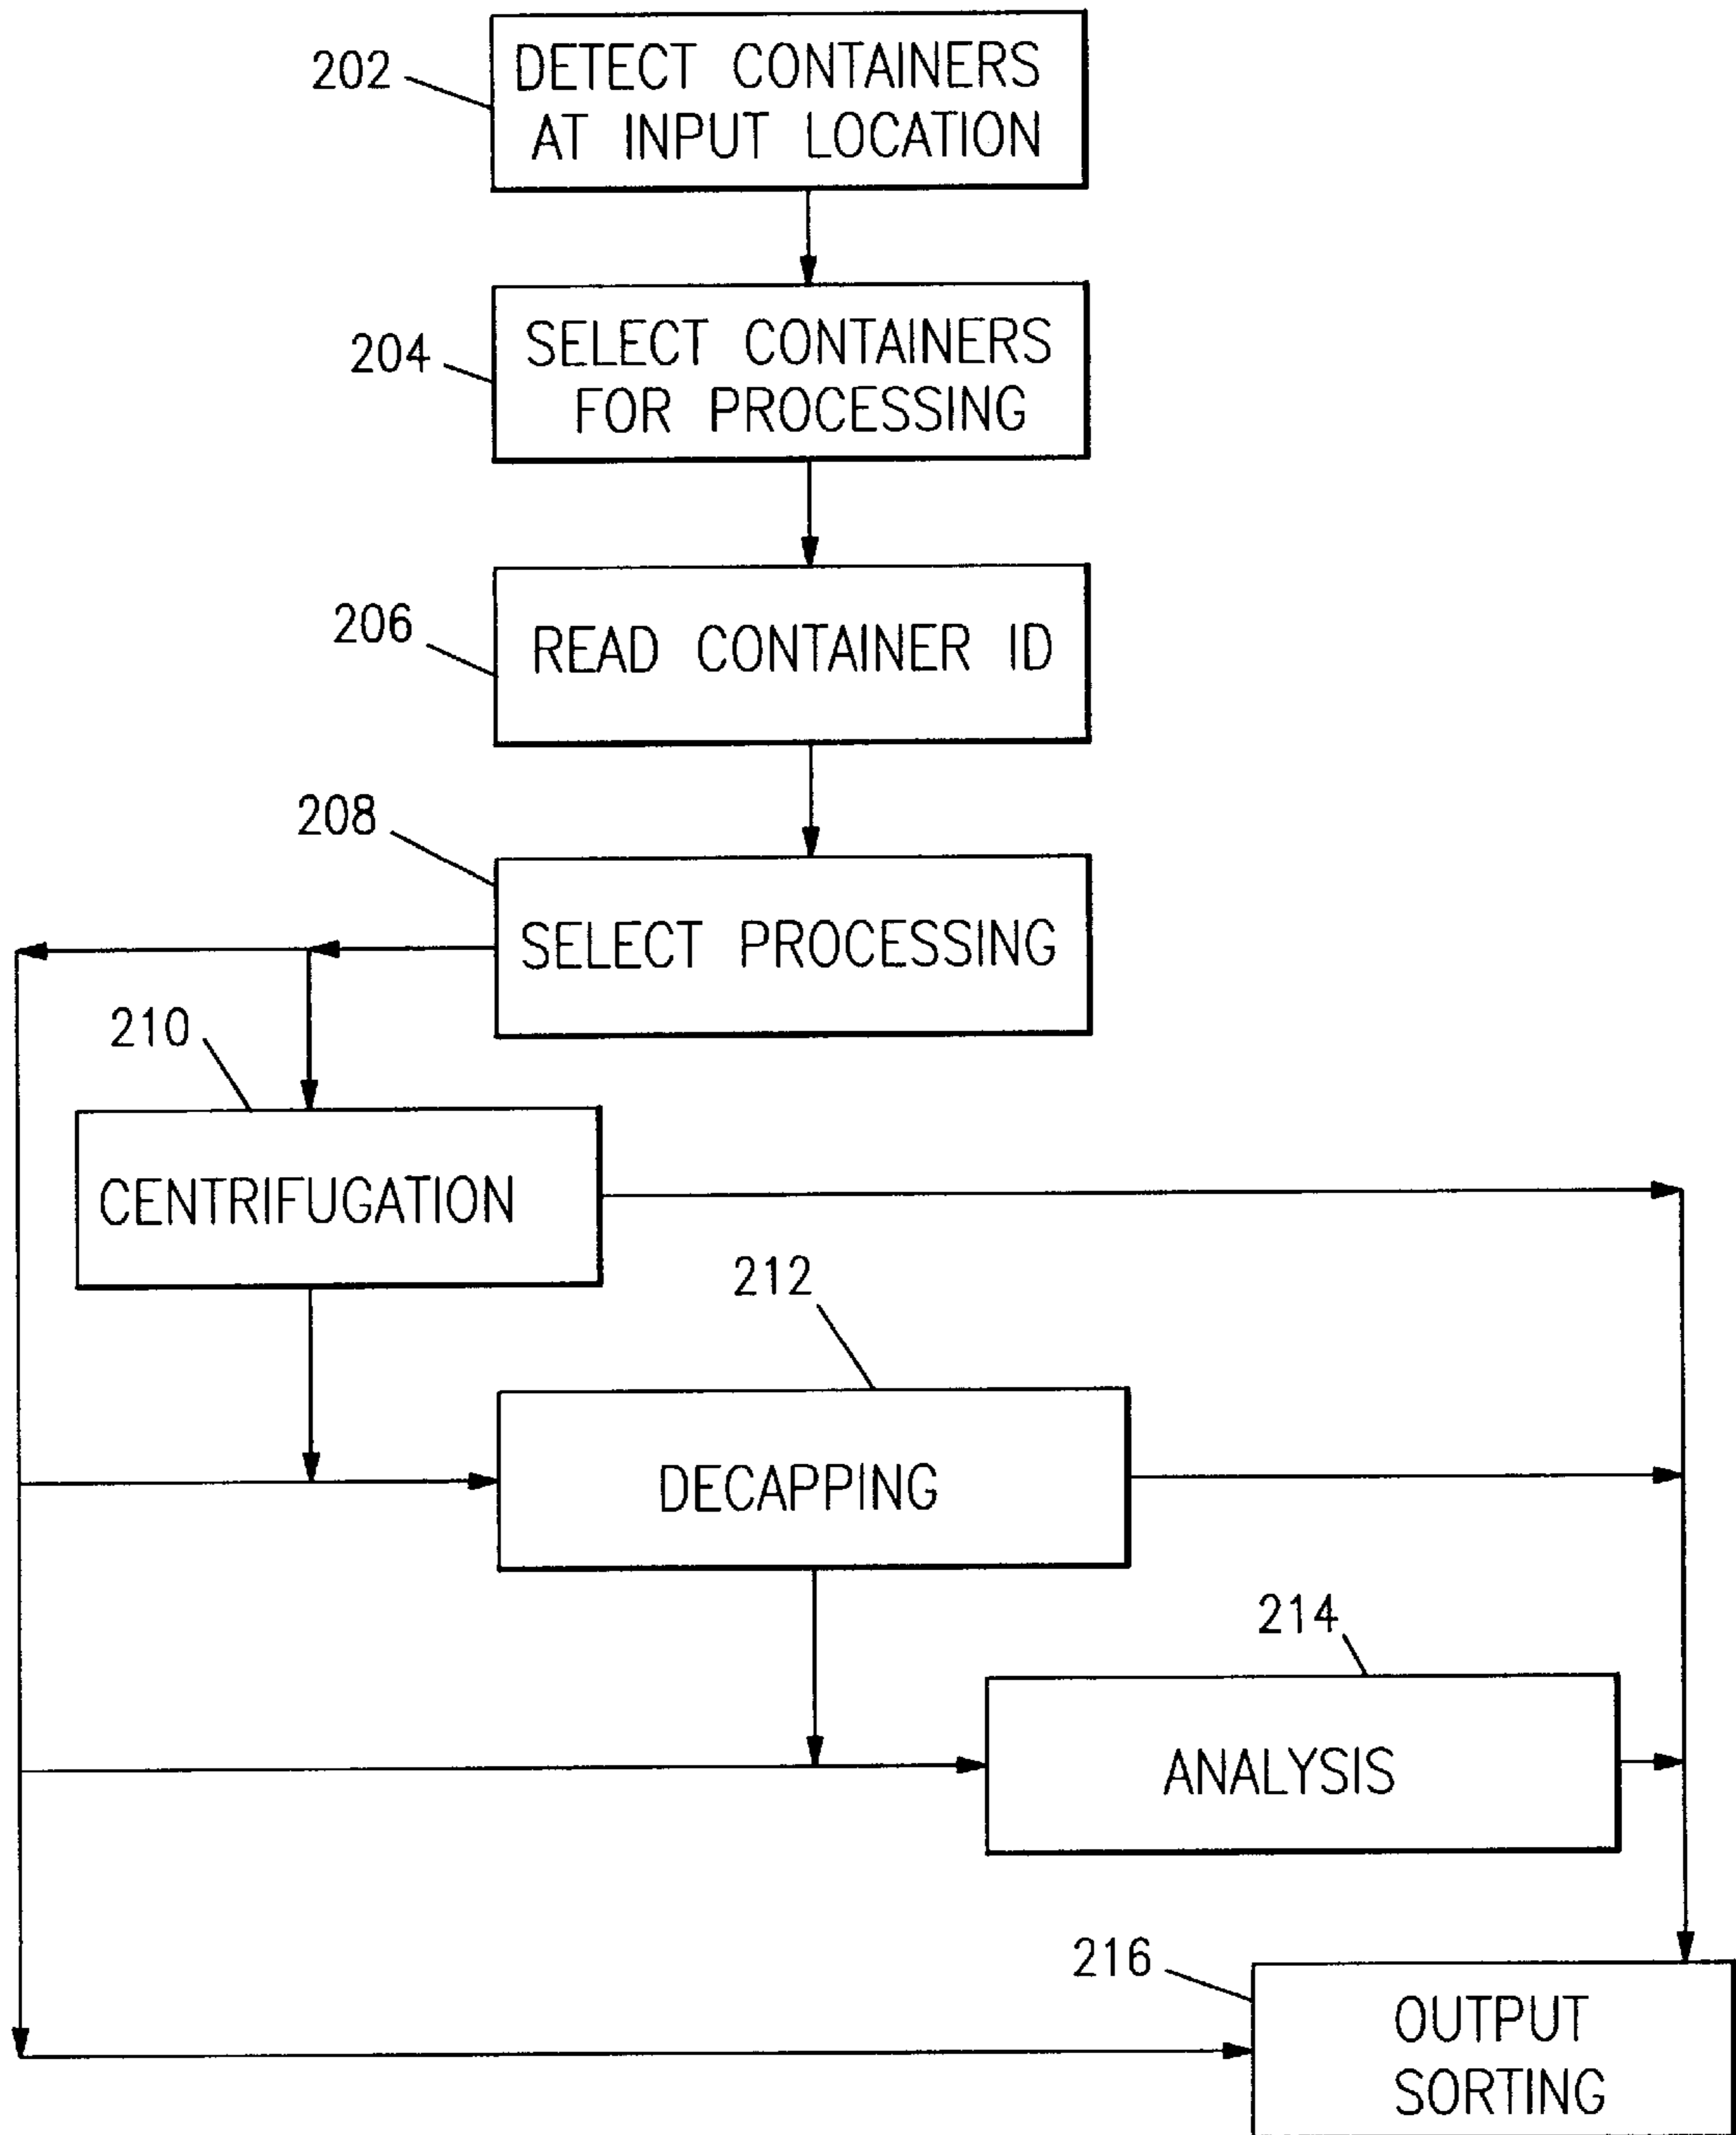 202
DETECT CONTAINERS
AT INPUT LOCATION
204
SELECT CONTAINERS
FOR PROCESSING
206
READ CONTAINER ID
208
SELECT PROCESSING
210
CENTRIFUGATION
212
DECAPPING
214
ANALYSIS
216
OUTPUT
SORTING